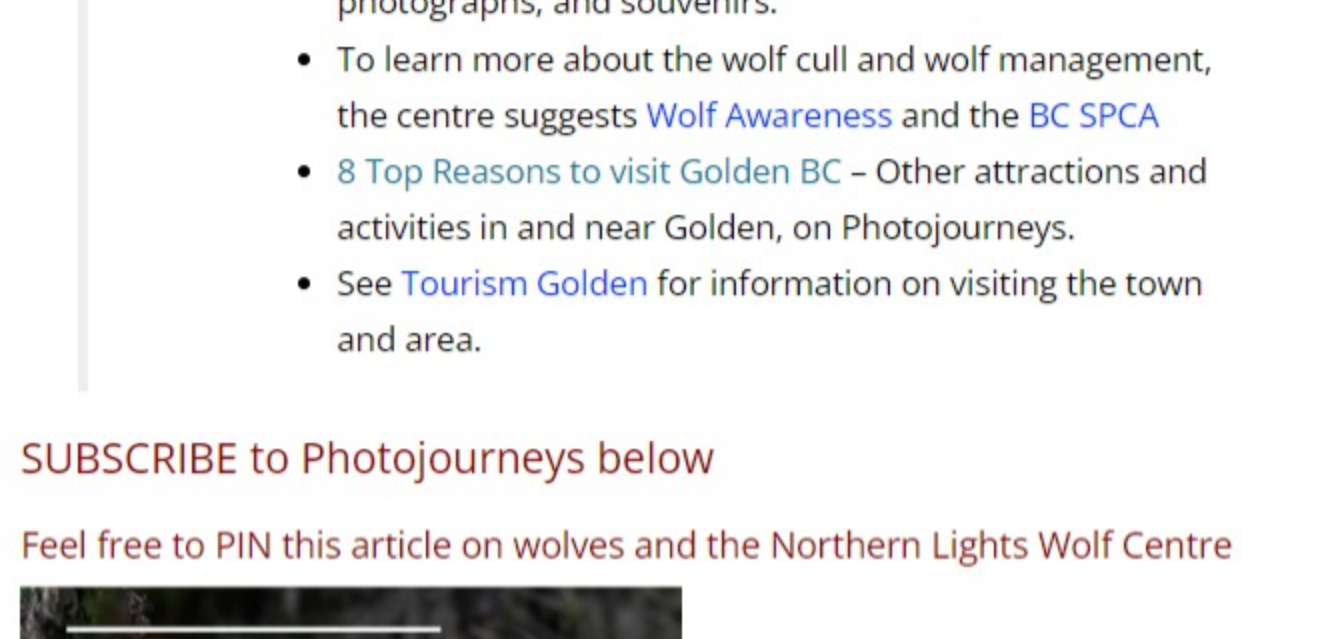 photographs, and souvenirs.
• To learn more about the wolf cull and wolf management,
the centre suggests Wolf Awareness and the BC SPCA
• 8 Top Reasons to visit Golden BC – Other attractions and
activities in and near Golden, on Photojourneys.
• See Tourism Golden for information on visiting the town
and area.
SUBSCRIBE to Photojourneys below
Feel free to PIN this article on wolves and the Northern Lights Wolf Centre